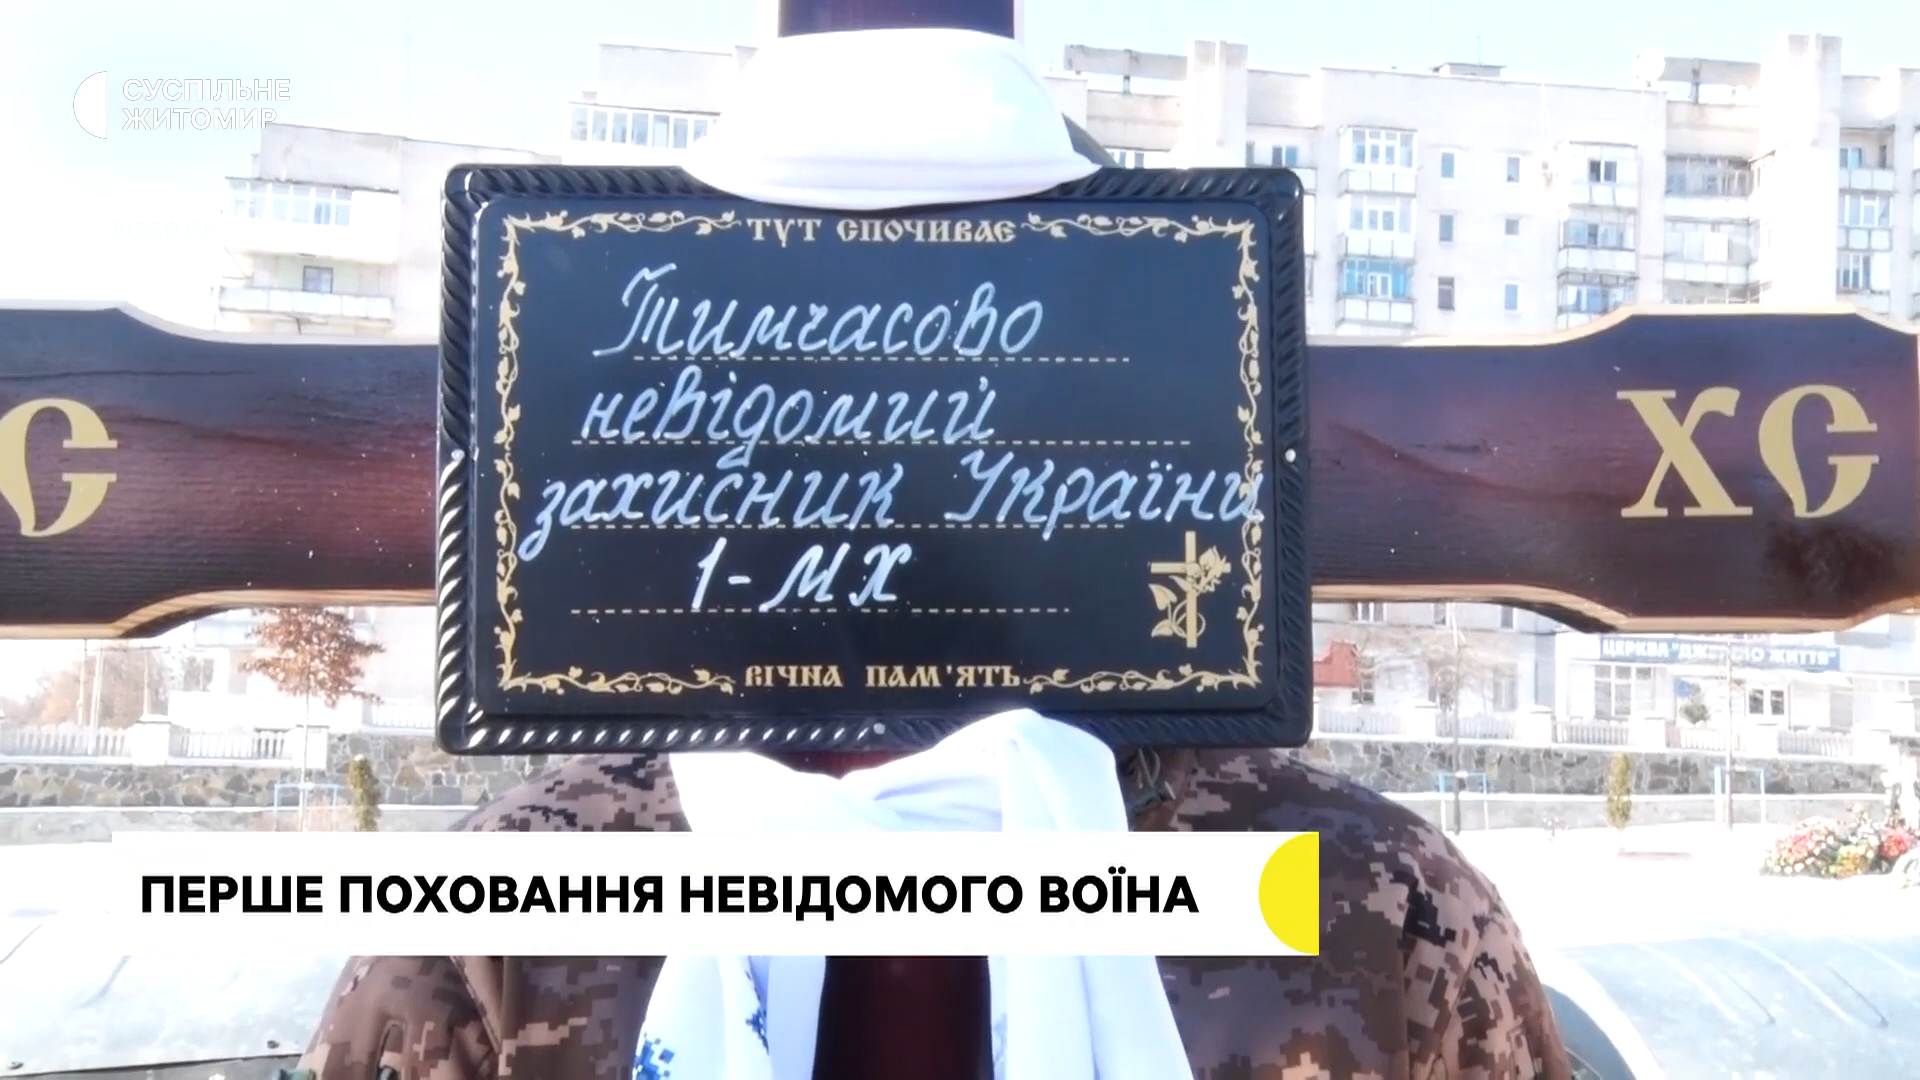 СУСПІЛЬНЕ
ЖИТОМИР
ТУТ СПОЧИВАЄ
Тимчасово
невідомий
захисник України
1-МХ
ВІЧНА ПАМ'ЯТЬ
С
ХС
ЦЕРКВА "ДЖЕРЕЛО ЖИТТЯ"
ПЕРШЕ ПОХОВАННЯ НЕВІДОМОГО ВОЇНА